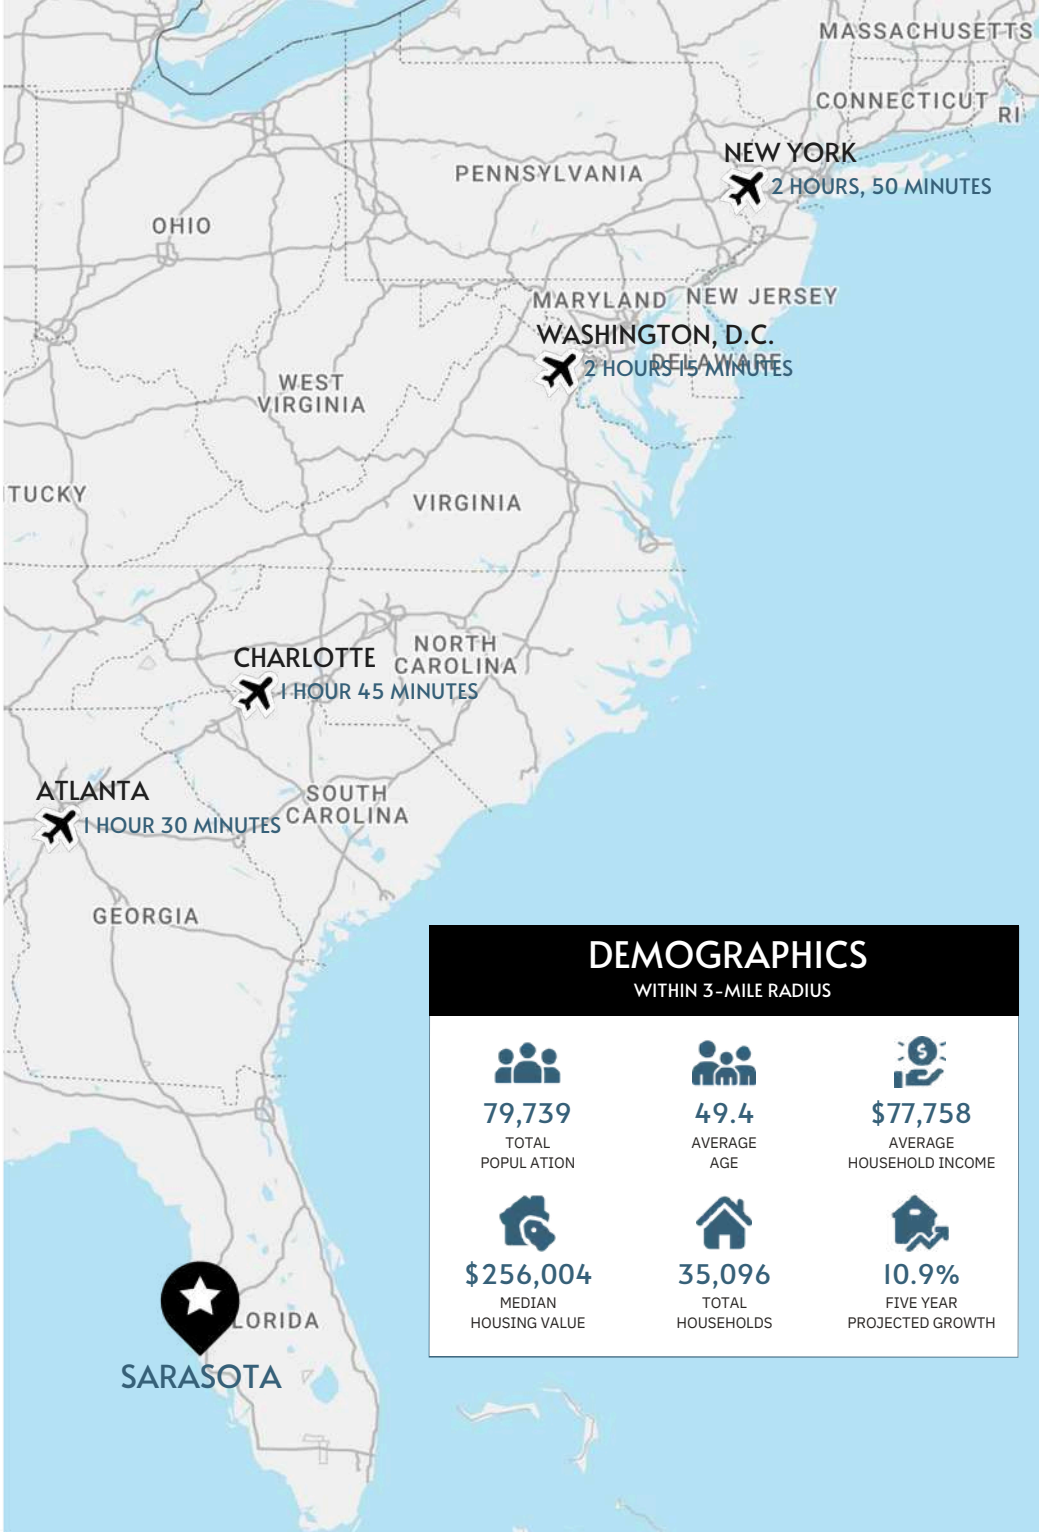 MASSACHUSETTS
CONNECTICUT
RI
NEW YORK
2 HOURS, 50 MINUTES
PENNSYLVANIA
OHIO
MARYLAND
NEW JERSEY
WASHINGTON, D.C.
DELAWARE
2 HOURS 15 MINUTES
WEST
VIRGINIA
TUCKY
VIRGINIA
CHARLOTTE
1 HOUR 45 MINUTES
NORTH
CAROLINA
ATLANTA
1 HOUR 30 MINUTES
SOUTH
CAROLINA
GEORGIA
DEMOGRAPHICS
WITHIN 3-MILE RADIUS
79,739
TOTAL
POPULATION
49.4
AVERAGE
AGE
$77,758
AVERAGE
HOUSEHOLD INCOME
$256,004
MEDIAN
HOUSING VALUE
35,096
TOTAL
HOUSEHOLDS
10.9%
FIVE YEAR
PROJECTED GROWTH
LORIDA
SARASOTA